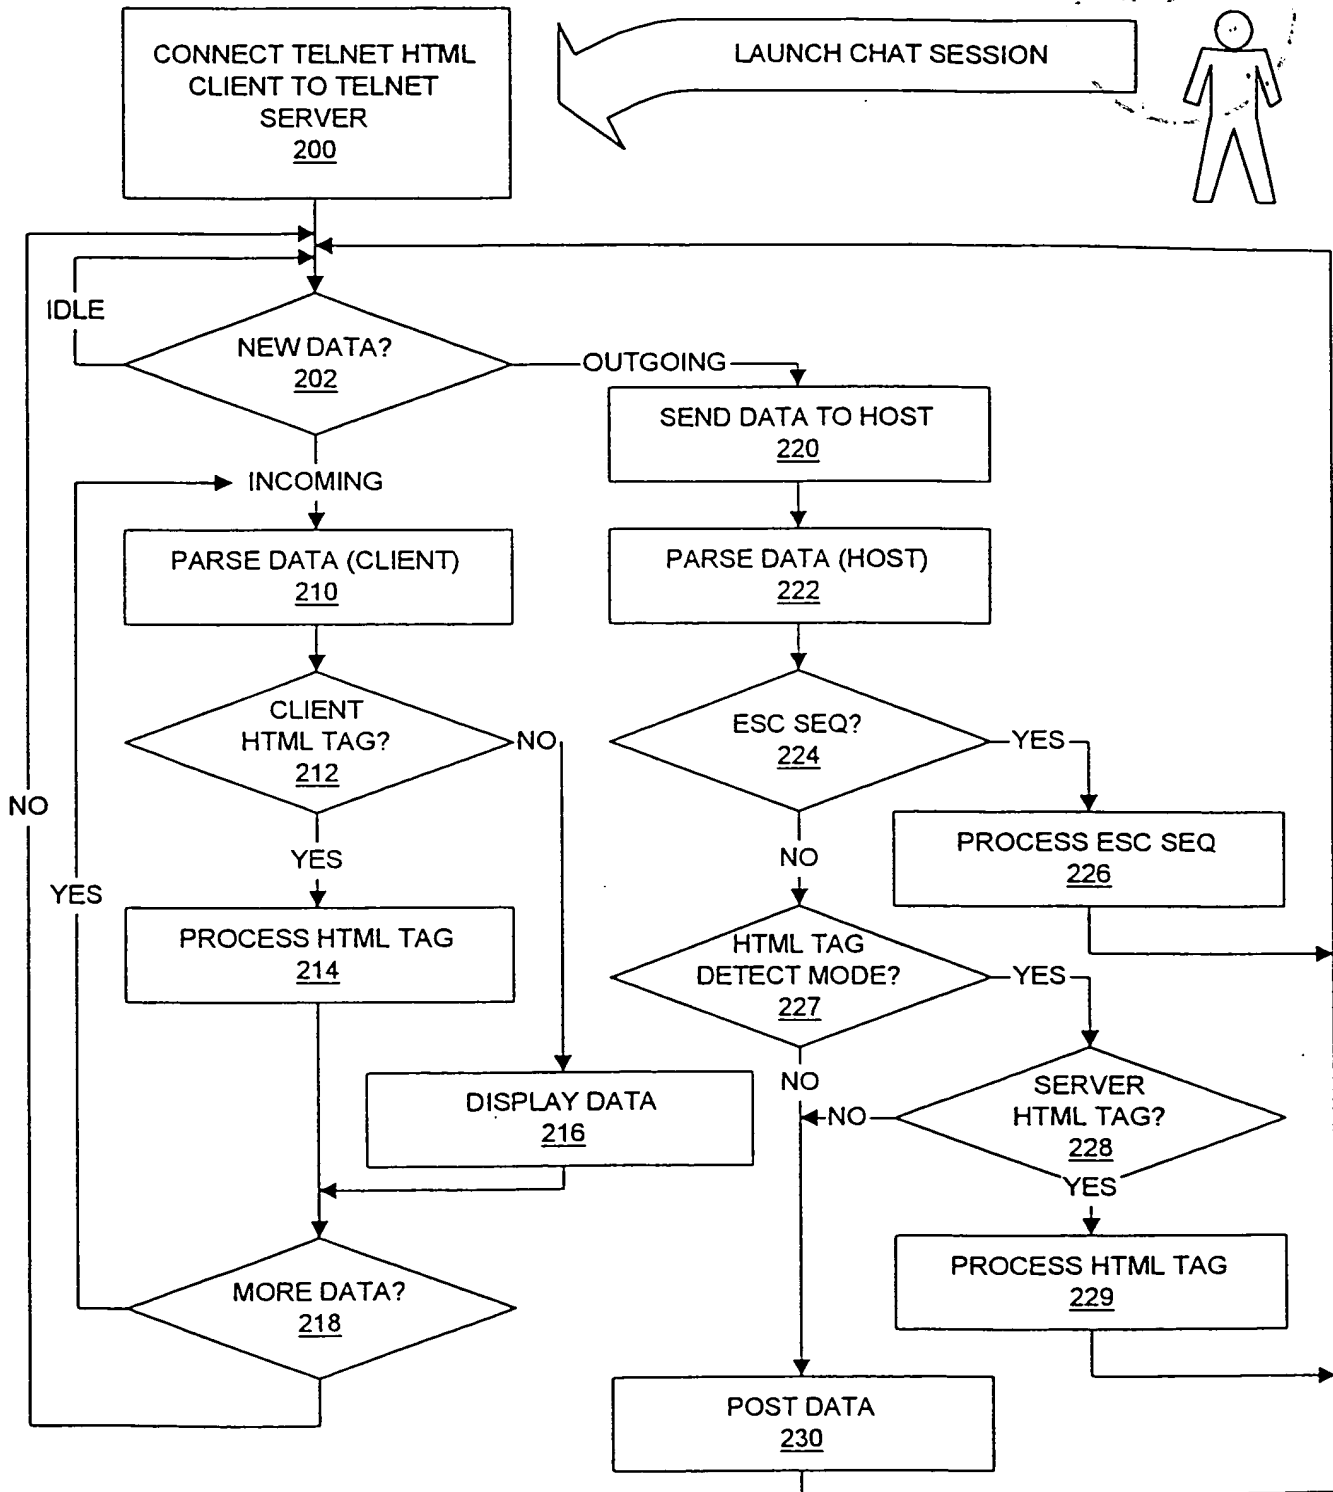 CONNECT TELNET HTML
CLIENT TO TELNET
SERVER
200
LAUNCH CHAT SESSION
IDLE
NEW DATA?
202
OUTGOING
SEND DATA TO HOST
220
INCOMING
PARSE DATA (CLIENT)
210
PARSE DATA (HOST)
222
CLIENT
HTML TAG?
212
NO
ESC SEQ?
224
YES
NO
YES
YES
NO
PROCESS ESC SEQ
226
PROCESS HTML TAG
214
HTML TAG
DETECT MODE?
227
YES
NO
DISPLAY DATA
216
NO
SERVER
HTML TAG?
228
YES
MORE DATA?
218
PROCESS HTML TAG
229
POST DATA
230